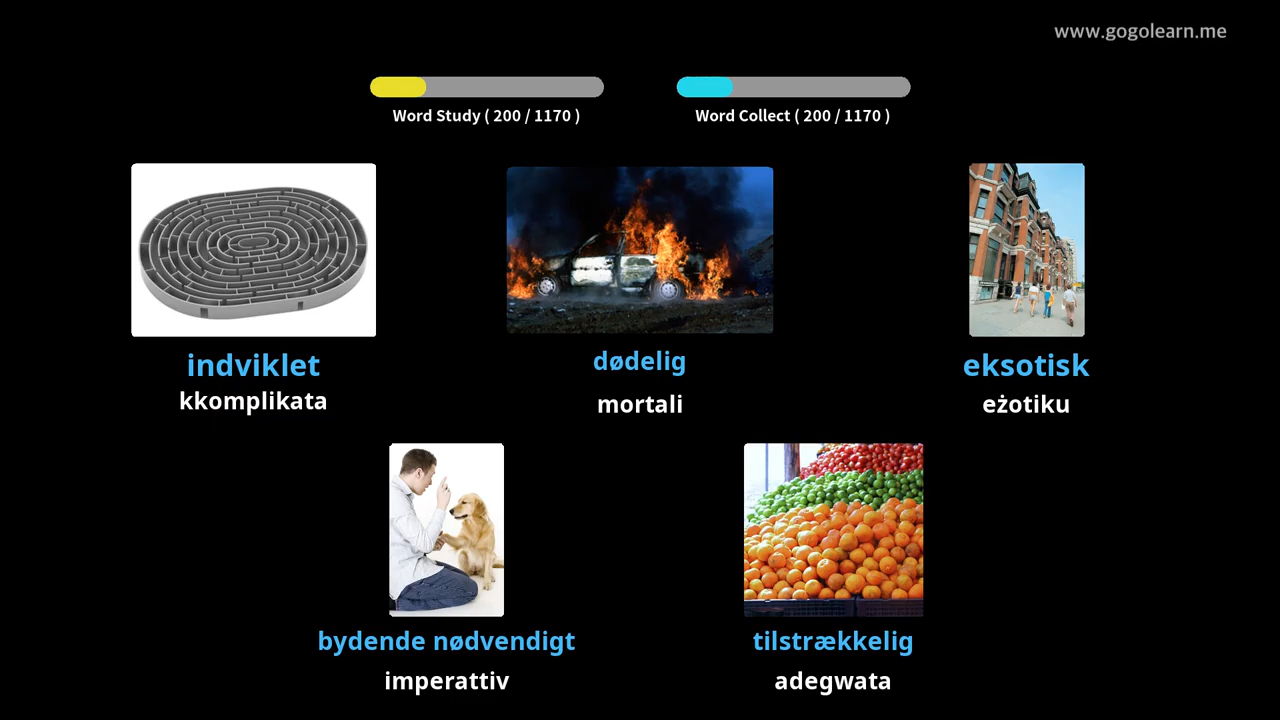 www.gogolearn.me
Word Study ( 200 / 1170 )
Word Collect ( 200 / 1170 )
indviklet
kkomplikata
dødelig
mortali
eksotisk
eżotiku
bydende nødvendigt
imperattiv
tilstrækkelig
adegwata